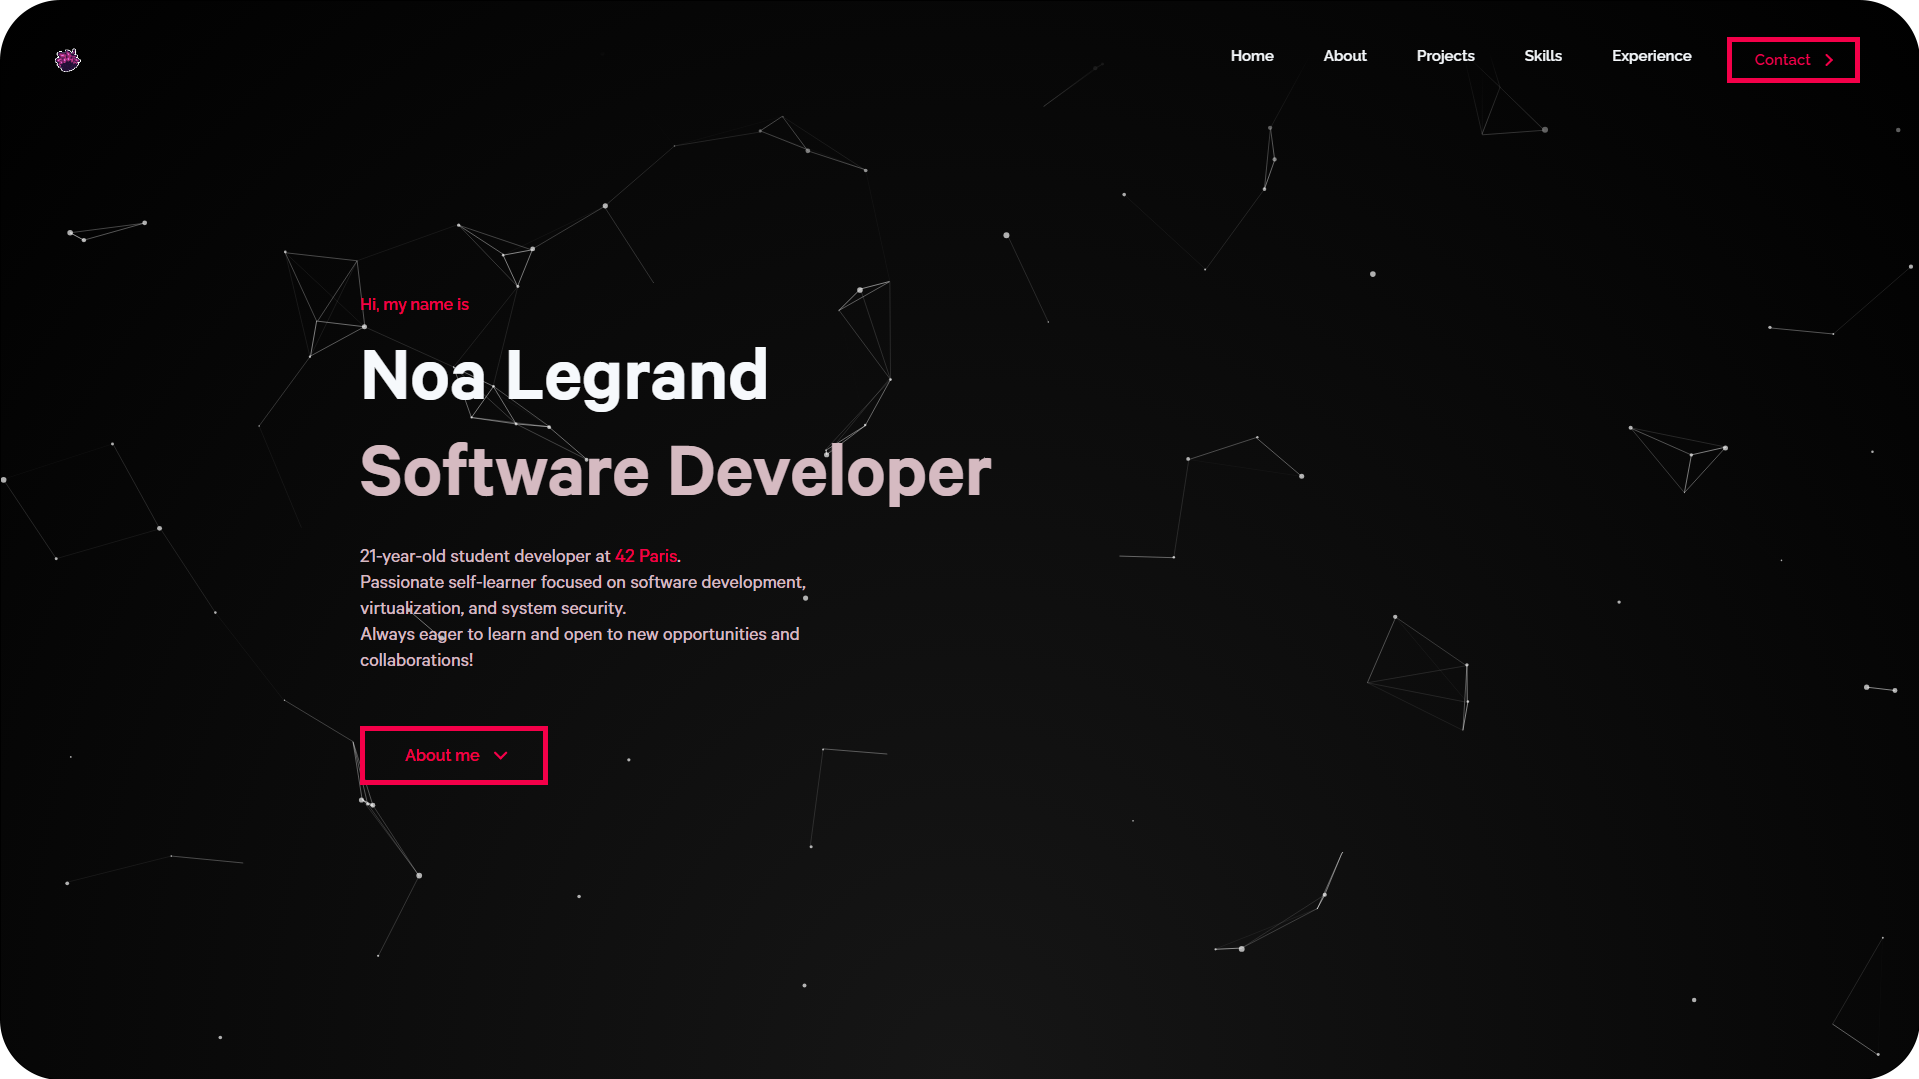 Home
About
Projects
Skills
Experience
Contact
Hi, my name is
Noa Legrand
Software Developer
21-year-old student developer at 42 Paris.
Passionate self-learner focused on software development,
virtualization, and system security.
Always eager to learn and open to new opportunities and
collaborations!
About me